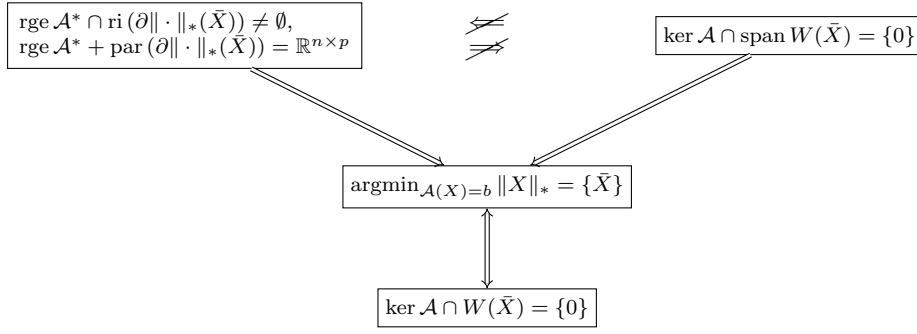 rge 𝒜* ∩ ri (∂‖ · ‖_*(X̄)) ≠ ∅,
rge 𝒜* + par (∂‖ · ‖_*(X̄)) = ℝ^{n×p}
⇍
⇏
ker 𝒜 ∩ span W(X̄) = {0}
argmin_{𝒜(X)=b} ‖X‖_* = {X̄}
ker 𝒜 ∩ W(X̄) = {0}